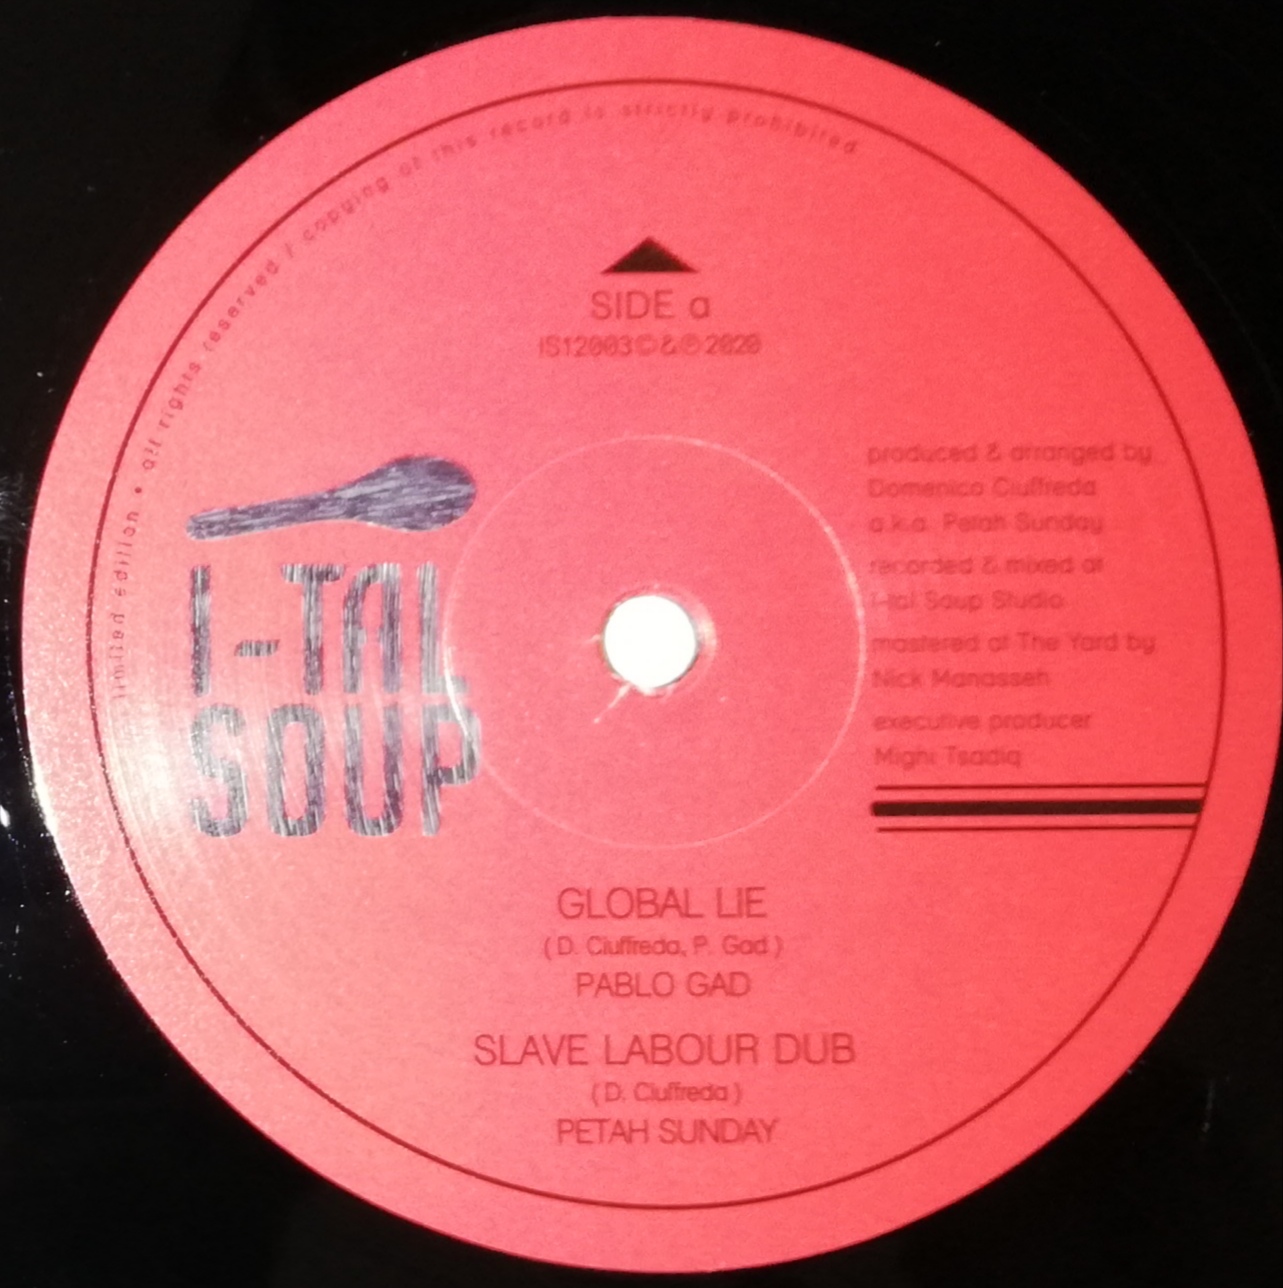 limited edition • all rights reserved / copying of this record is strictly prohibited
SIDE a
IS12003©&℗2020
I-TAL
SOUP
produced & arranged by
Domenico Ciuffreda
a.k.a. Petah Sunday
recorded & mixed at
I-tal Soup Studio
mastered at The Yard by
Nick Manasseh
executive producer
Mighi Tsadiq
GLOBAL LIE
( D. Ciuffreda, P. Gad )
PABLO GAD
SLAVE LABOUR DUB
( D. Ciuffreda )
PETAH SUNDAY